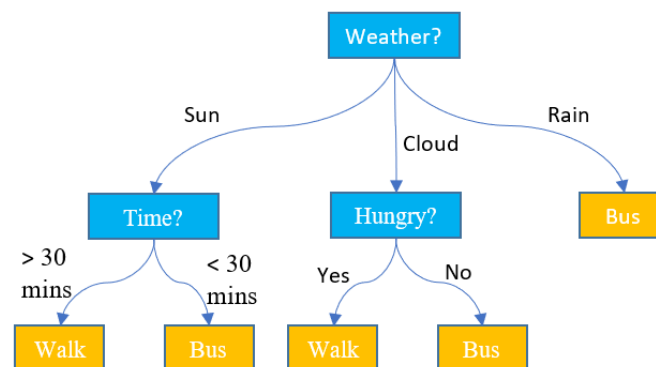 Weather?
Sun
Cloud
Rain
Time?
Hungry?
Bus
> 30
mins
< 30
mins
Yes
No
Walk
Bus
Walk
Bus